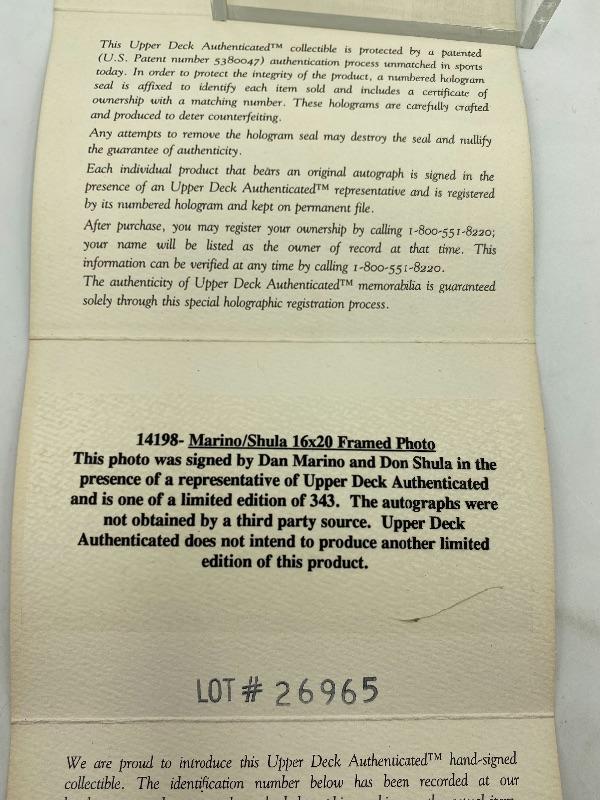 This Upper Deck Authenticated™ collectible is protected by a patented
(U.S. Patent number 5380047) authentication process unmatched in sports
today. In order to protect the integrity of the product, a numbered hologram
seal is affixed to identify each item sold and includes a certificate of
ownership with a matching number. These holograms are carefully crafted
and produced to deter counterfeiting.
Any attempts to remove the hologram seal may destroy the seal and nullify
the guarantee of authenticity.
Each individual product that bears an original autograph is signed in the
presence of an Upper Deck Authenticated™ representative and is registered
by its numbered hologram and kept on permanent file.
After purchase, you may register your ownership by calling 1-800-551-8220;
your name will be listed as the owner of record at that time. This
information can be verified at any time by calling 1-800-551-8220.
The authenticity of Upper Deck Authenticated™ memorabilia is guaranteed
solely through this special holographic registration process.
14198- Marino/Shula 16x20 Framed Photo
This photo was signed by Dan Marino and Don Shula in the
presence of a representative of Upper Deck Authenticated
and is one of a limited edition of 343. The autographs were
not obtained by a third party source. Upper Deck
Authenticated does not intend to produce another limited
edition of this product.
LOT # 26965
We are proud to introduce this Upper Deck Authenticated™ hand-signed
collectible. The identification number below has been recorded at our